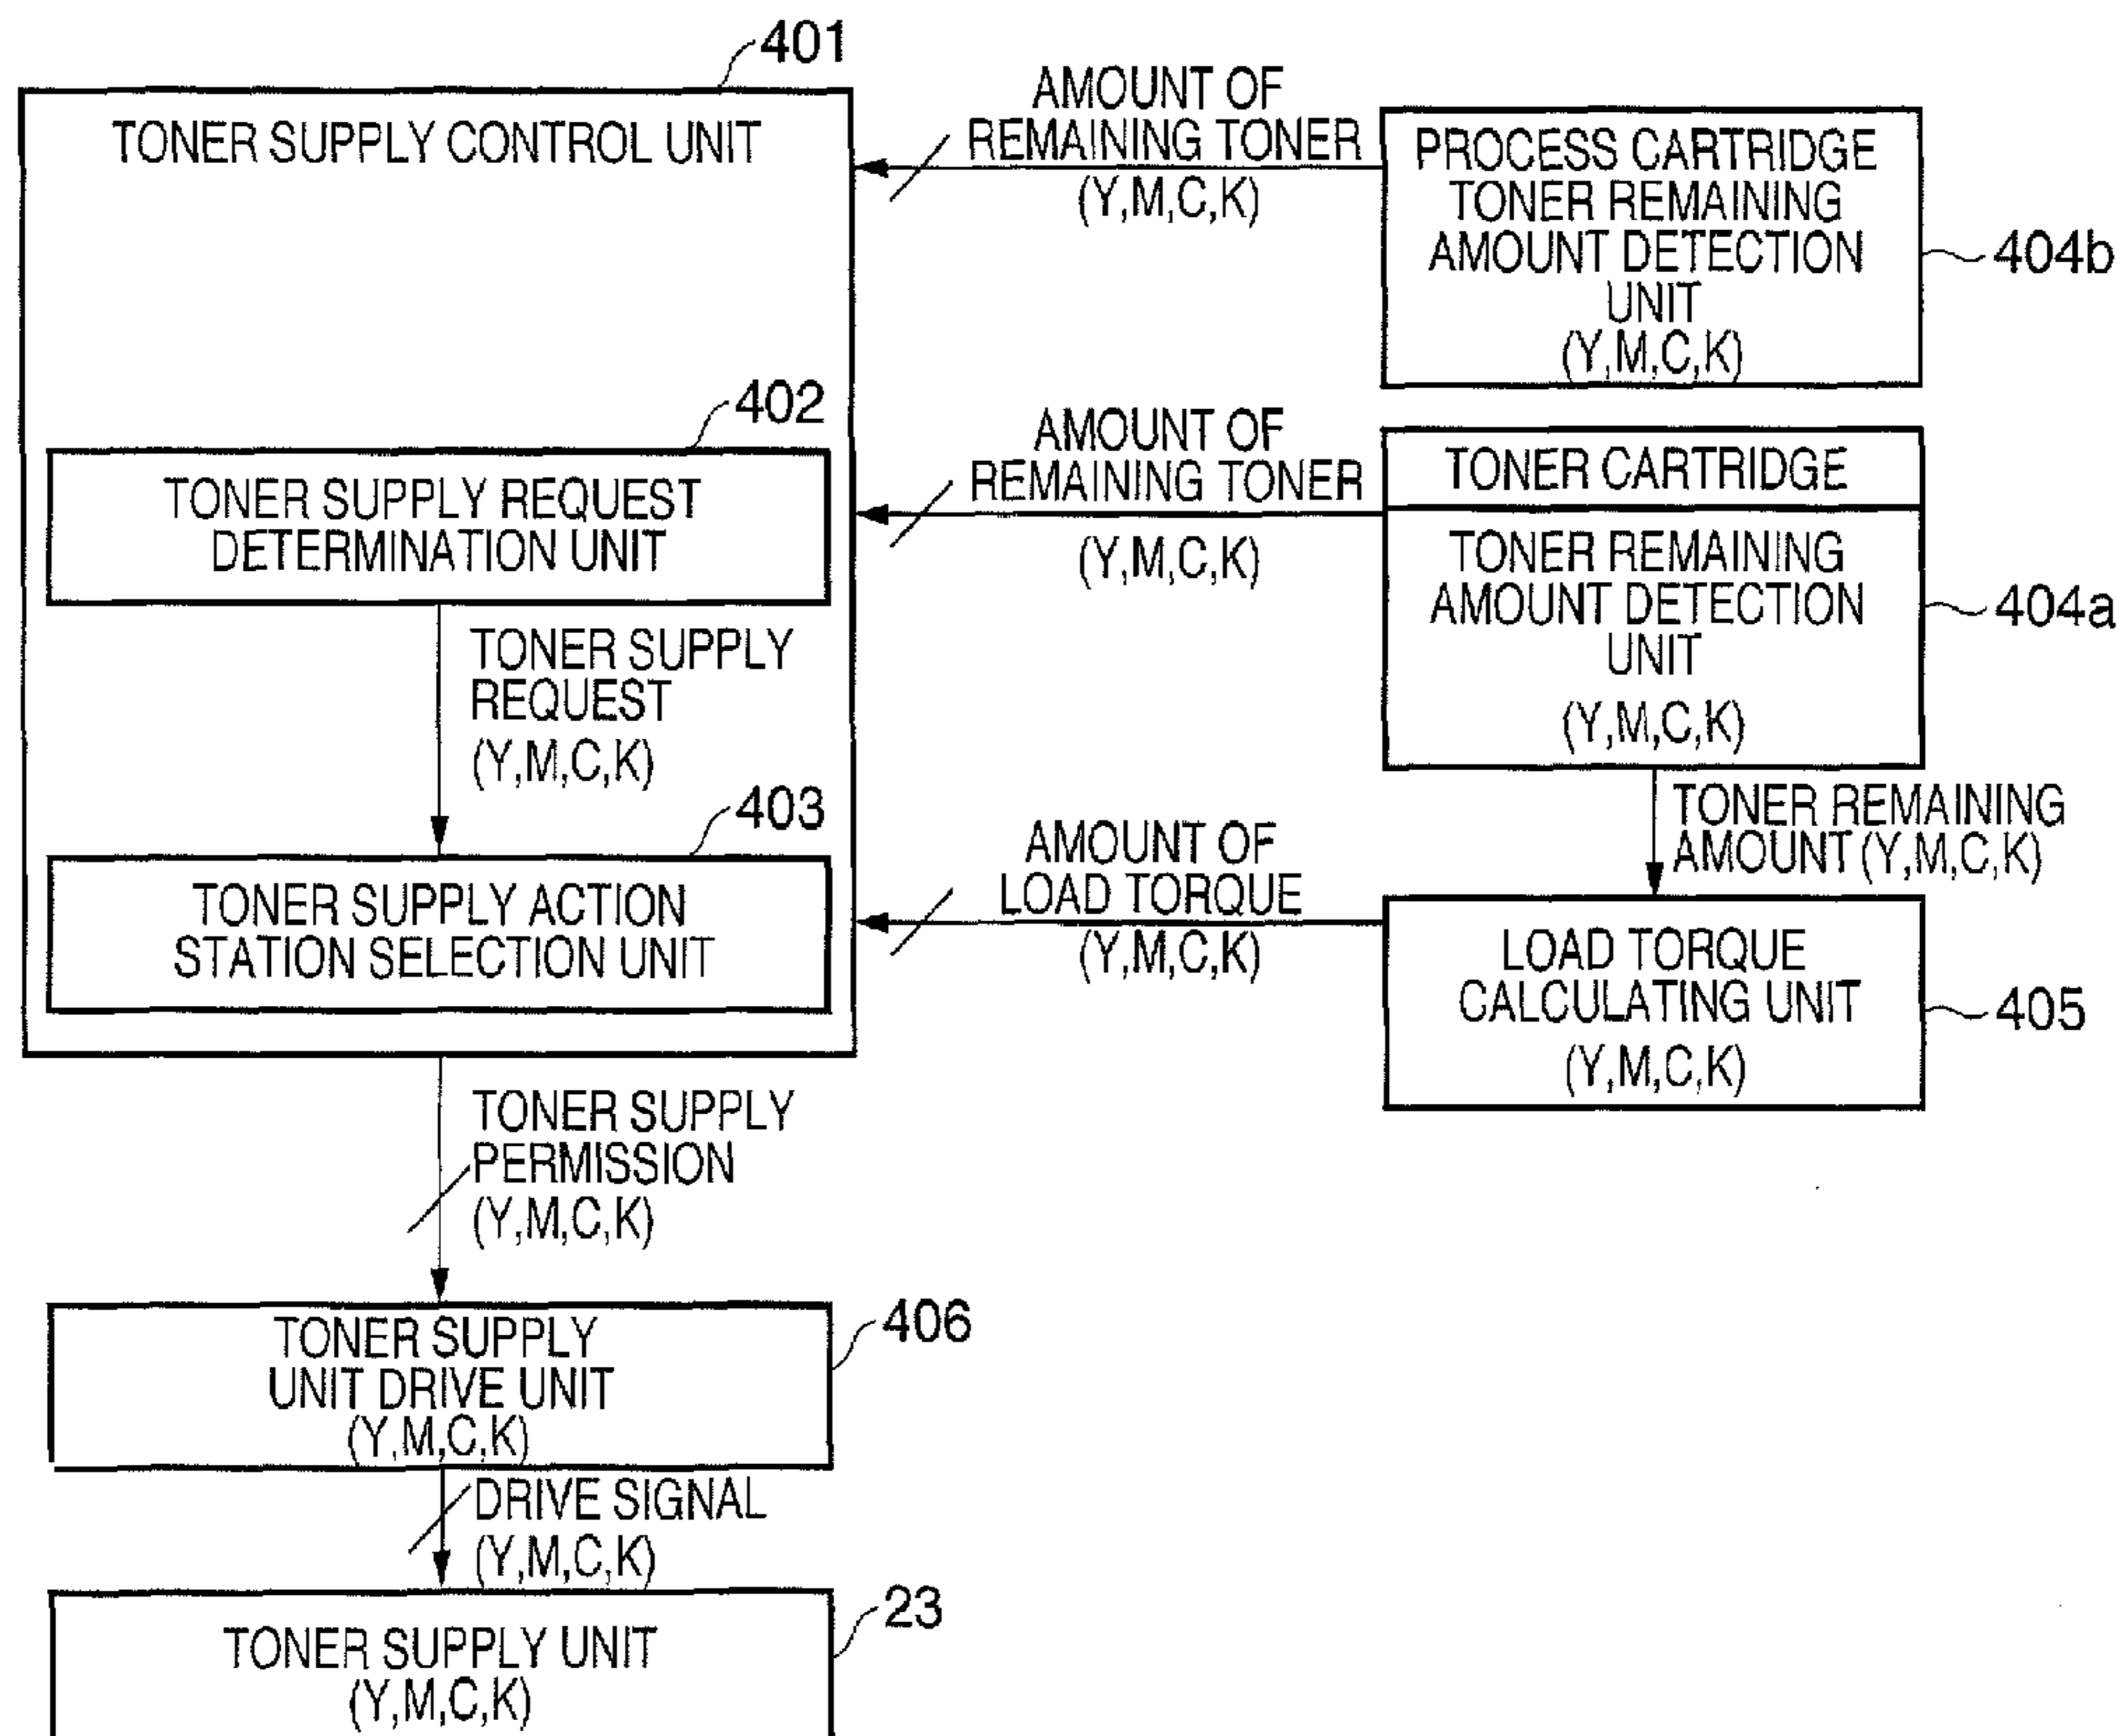 401
TONER SUPPLY CONTROL UNIT
AMOUNT OF
REMAINING TONER
(Y,M,C,K)
PROCESS CARTRIDGE
TONER REMAINING
AMOUNT DETECTION
UNIT
(Y,M,C,K)
404b
402
TONER SUPPLY REQUEST
DETERMINATION UNIT
AMOUNT OF
REMAINING TONER
(Y,M,C,K)
TONER CARTRIDGE
TONER REMAINING
AMOUNT DETECTION
UNIT
(Y,M,C,K)
404a
TONER SUPPLY
REQUEST
(Y,M,C,K)
TONER REMAINING
AMOUNT (Y,M,C,K)
403
TONER SUPPLY ACTION
STATION SELECTION UNIT
AMOUNT OF
LOAD TORQUE
(Y,M,C,K)
LOAD TORQUE
CALCULATING UNIT
(Y,M,C,K)
405
TONER SUPPLY
PERMISSION
(Y,M,C,K)
TONER SUPPLY
UNIT DRIVE UNIT
(Y,M,C,K)
406
DRIVE SIGNAL
(Y,M,C,K)
TONER SUPPLY UNIT
(Y,M,C,K)
23